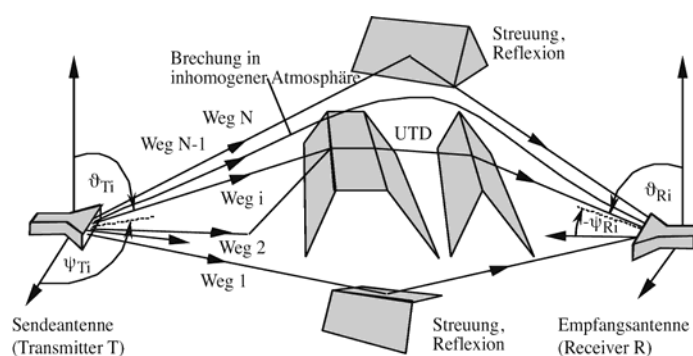 Streuung,
Reflexion
Brechung in
inhomogener Atmosphäre
Weg N
Weg N-1
UTD
ϑTi
Weg i
ϑRi
-ψRi
Weg 2
ψTi
Weg 1
Sendeantenne
(Transmitter T)
Streuung,
Reflexion
Empfangsantenne
(Receiver R)